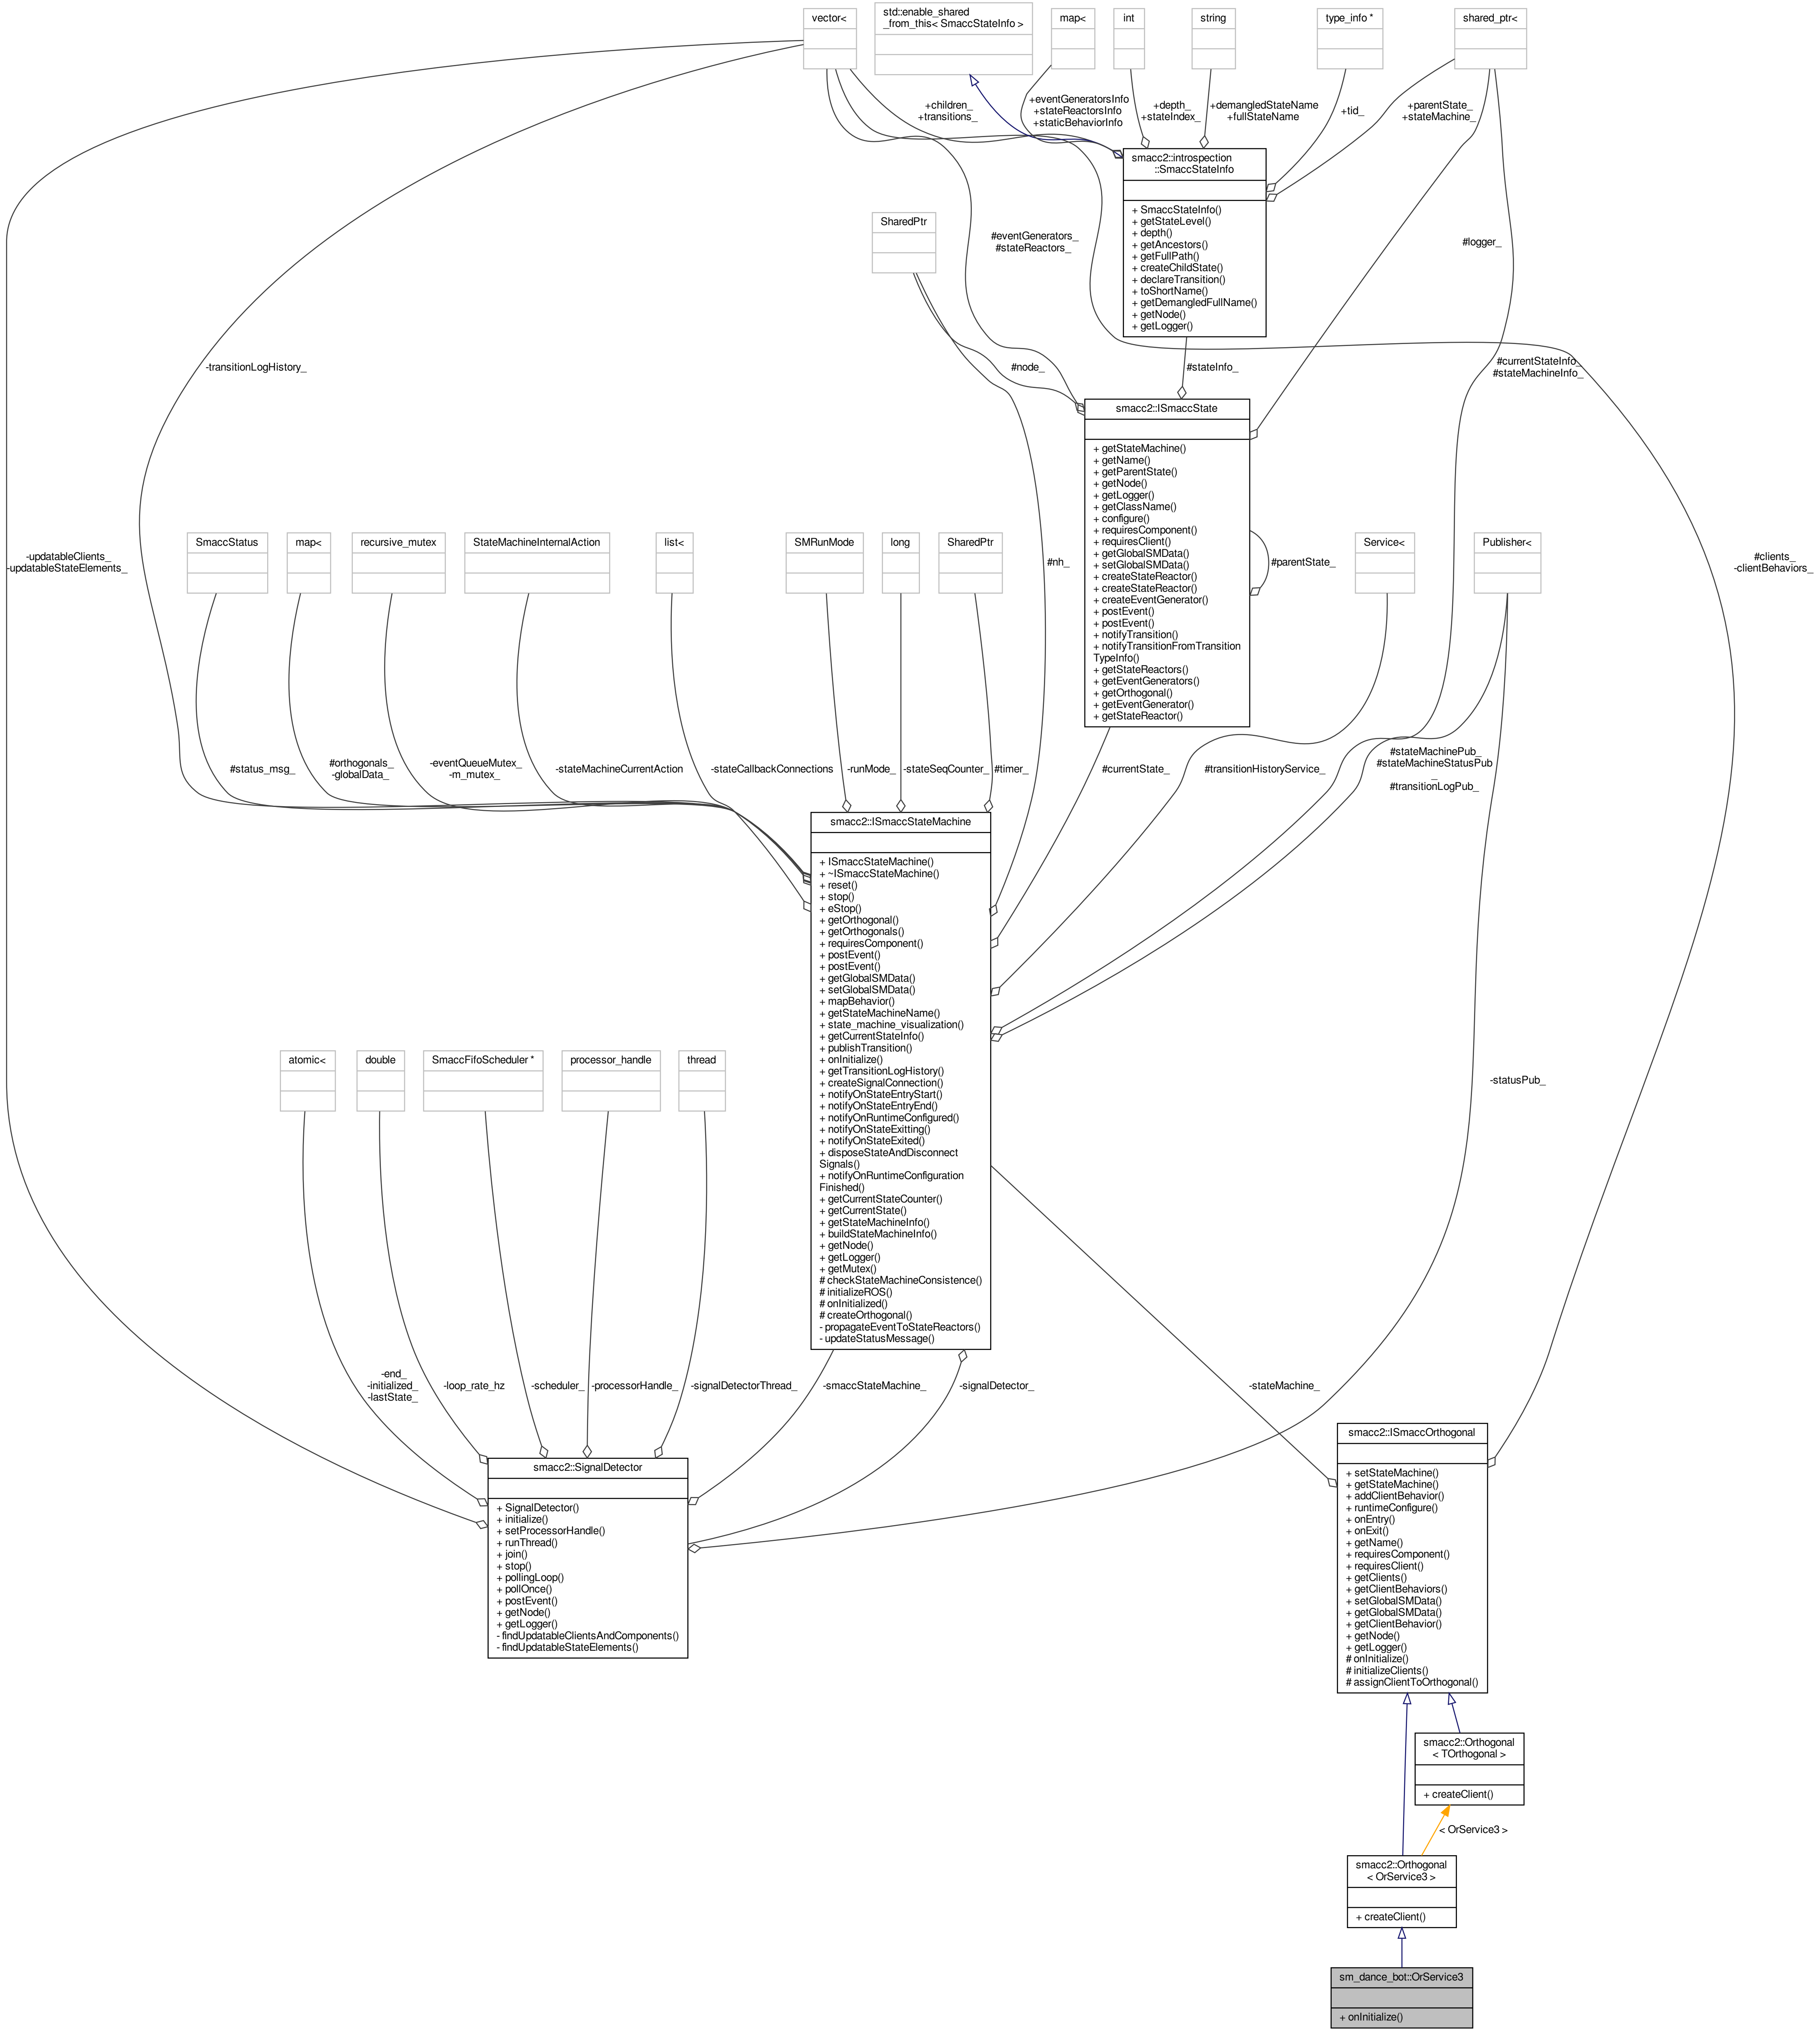 vector<
std::enable_shared
_from_this< SmaccStateInfo >
map<
int
string
type_info *
shared_ptr<
+children_
+transitions_
+eventGeneratorsInfo
+stateReactorsInfo
+staticBehaviorInfo
+depth_
+stateIndex_
+demangledStateName
+fullStateName
+tid_
+parentState_
+stateMachine_
smacc2::introspection
::SmaccStateInfo
+ SmaccStateInfo()
+ getStateLevel()
+ depth()
+ getAncestors()
+ getFullPath()
+ createChildState()
+ declareTransition()
+ toShortName()
+ getDemangledFullName()
+ getNode()
+ getLogger()
SharedPtr
#eventGenerators_
#stateReactors_
#logger_
-transitionLogHistory_
#node_
#stateInfo_
#currentStateInfo_
#stateMachineInfo_
smacc2::ISmaccState
+ getStateMachine()
+ getName()
+ getParentState()
+ getNode()
+ getLogger()
+ getClassName()
+ configure()
+ requiresComponent()
+ requiresClient()
+ getGlobalSMData()
+ setGlobalSMData()
+ createStateReactor()
+ createStateReactor()
+ createEventGenerator()
+ postEvent()
+ postEvent()
+ notifyTransition()
+ notifyTransitionFromTransition
TypeInfo()
+ getStateReactors()
+ getEventGenerators()
+ getOrthogonal()
+ getEventGenerator()
+ getStateReactor()
-updatableClients_
-updatableStateElements_
SmaccStatus
map<
recursive_mutex
StateMachineInternalAction
list<
SMRunMode
long
SharedPtr
#nh_
#parentState_
Service<
Publisher<
#clients_
-clientBehaviors_
#status_msg_
#orthogonals_
-globalData_
-eventQueueMutex_
-m_mutex_
-stateMachineCurrentAction
-stateCallbackConnections
-runMode_
-stateSeqCounter_
#timer_
#currentState_
#transitionHistoryService_
#stateMachinePub_
#stateMachineStatusPub
_
#transitionLogPub_
smacc2::ISmaccStateMachine
+ ISmaccStateMachine()
+ ~ISmaccStateMachine()
+ reset()
+ stop()
+ eStop()
+ getOrthogonal()
+ getOrthogonals()
+ requiresComponent()
+ postEvent()
+ postEvent()
+ getGlobalSMData()
+ setGlobalSMData()
+ mapBehavior()
+ getStateMachineName()
+ state_machine_visualization()
+ getCurrentStateInfo()
+ publishTransition()
+ onInitialize()
+ getTransitionLogHistory()
+ createSignalConnection()
+ notifyOnStateEntryStart()
+ notifyOnStateEntryEnd()
+ notifyOnRuntimeConfigured()
+ notifyOnStateExitting()
+ notifyOnStateExited()
+ disposeStateAndDisconnect
Signals()
+ notifyOnRuntimeConfiguration
Finished()
+ getCurrentStateCounter()
+ getCurrentState()
+ getStateMachineInfo()
+ buildStateMachineInfo()
+ getNode()
+ getLogger()
+ getMutex()
# checkStateMachineConsistence()
# initializeROS()
# onInitialized()
# createOrthogonal()
- propagateEventToStateReactors()
- updateStatusMessage()
atomic<
double
SmaccFifoScheduler *
processor_handle
thread
-statusPub_
-end_
-initialized_
-lastState_
-loop_rate_hz
-scheduler_
-processorHandle_
-signalDetectorThread_
-smaccStateMachine_
-signalDetector_
-stateMachine_
smacc2::SignalDetector
+ SignalDetector()
+ initialize()
+ setProcessorHandle()
+ runThread()
+ join()
+ stop()
+ pollingLoop()
+ pollOnce()
+ postEvent()
+ getNode()
+ getLogger()
- findUpdatableClientsAndComponents()
- findUpdatableStateElements()
smacc2::ISmaccOrthogonal
+ setStateMachine()
+ getStateMachine()
+ addClientBehavior()
+ runtimeConfigure()
+ onEntry()
+ onExit()
+ getName()
+ requiresComponent()
+ requiresClient()
+ getClients()
+ getClientBehaviors()
+ setGlobalSMData()
+ getGlobalSMData()
+ getClientBehavior()
+ getNode()
+ getLogger()
# onInitialize()
# initializeClients()
# assignClientToOrthogonal()
smacc2::Orthogonal
< TOrthogonal >
+ createClient()
< OrService3 >
smacc2::Orthogonal
< OrService3 >
+ createClient()
sm_dance_bot::OrService3
+ onInitialize()